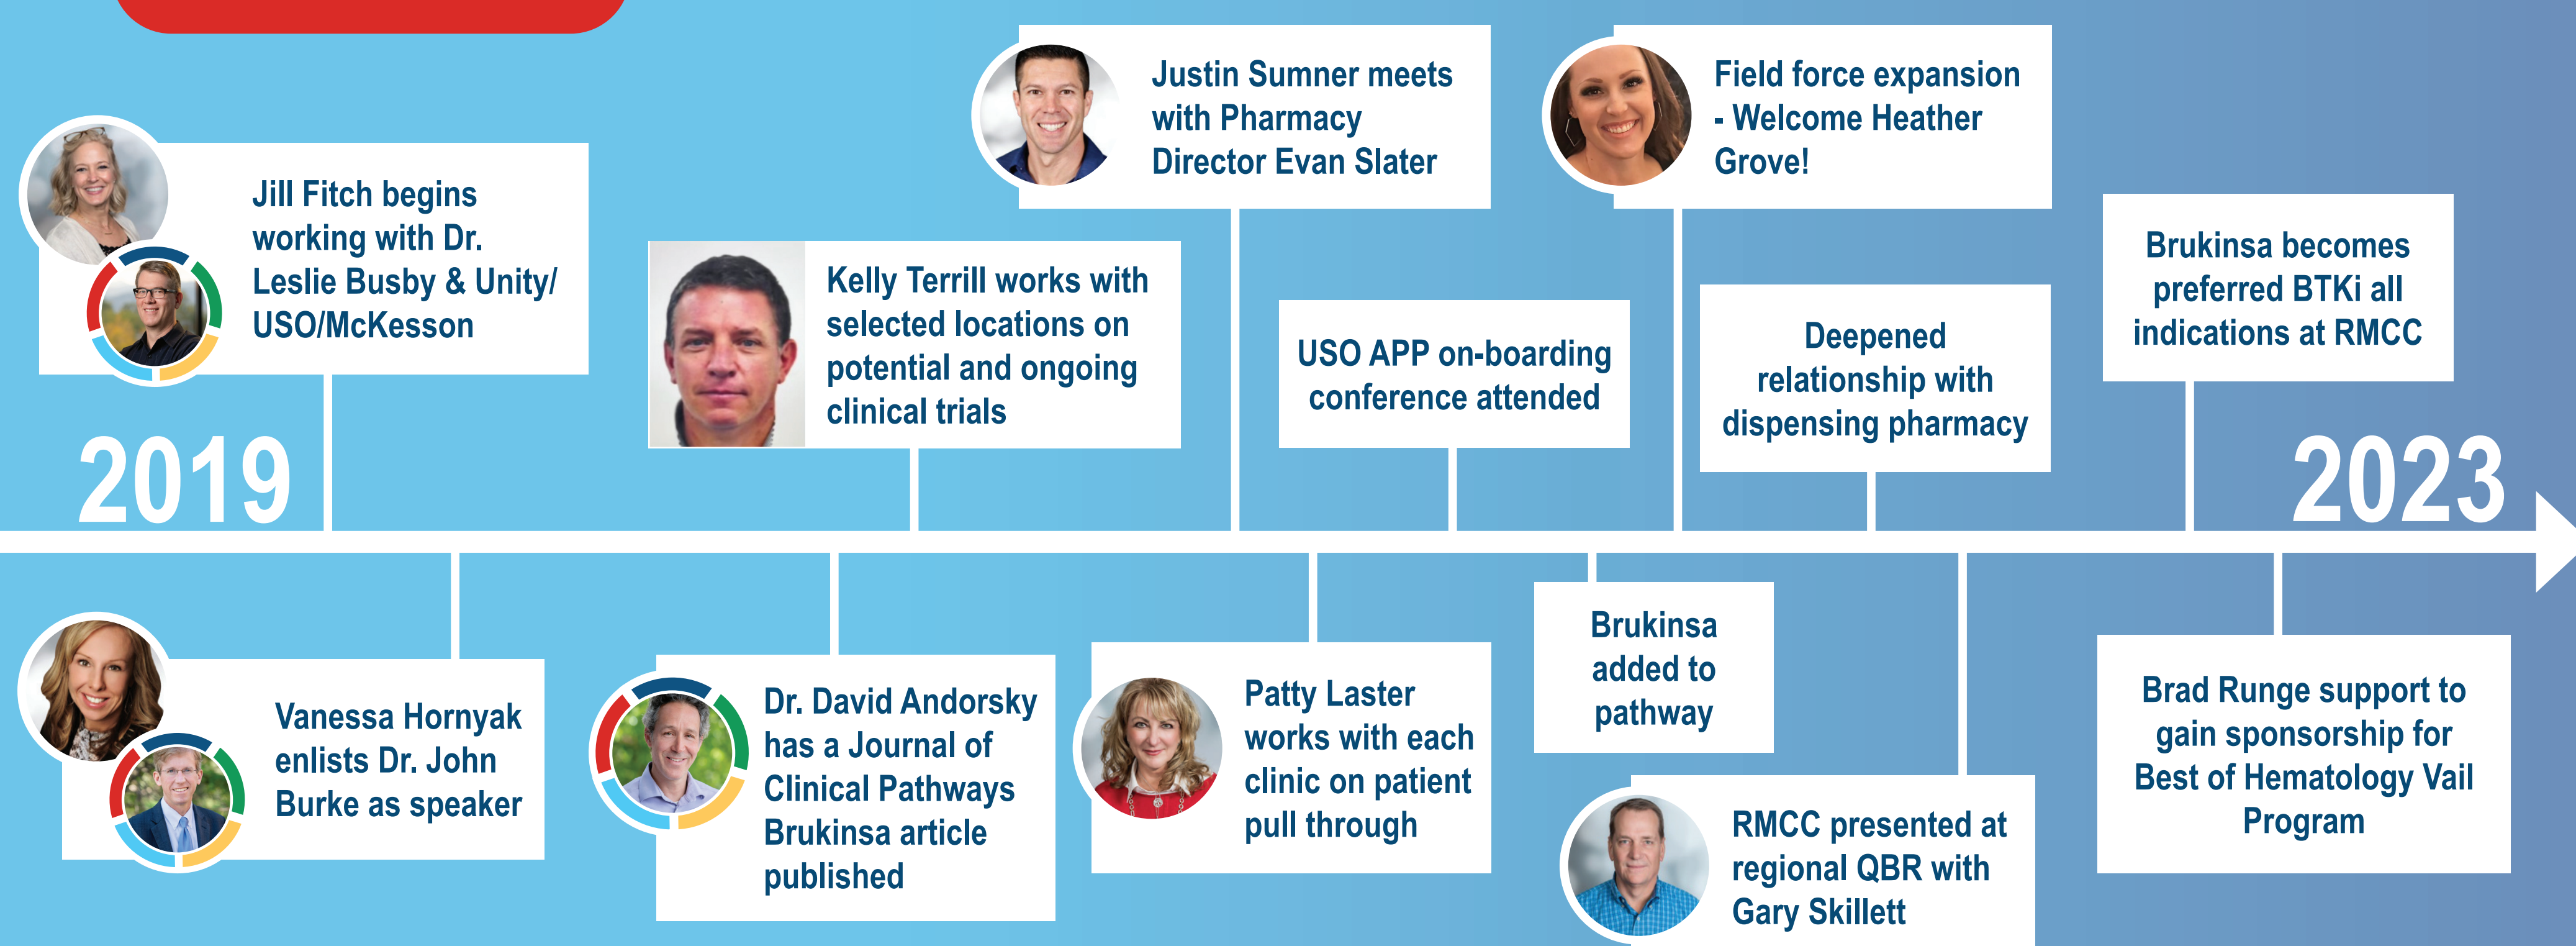 Justin Sumner meets
with Pharmacy
Director Evan Slater
Field force expansion
- Welcome Heather
Grove!
Jill Fitch begins
working with Dr.
Leslie Busby & Unity/
USO/McKesson
Kelly Terrill works with
selected locations on
potential and ongoing
clinical trials
USO APP on-boarding
conference attended
Deepened
relationship with
dispensing pharmacy
Brukinsa becomes
preferred BTKi all
indications at RMCC
2019
2023
Vanessa Hornyak
enlists Dr. John
Burke as speaker
Dr. David Andorsky
has a Journal of
Clinical Pathways
Brukinsa article
published
Patty Laster
works with each
clinic on patient
pull through
Brukinsa
added to
pathway
RMCC presented at
regional QBR with
Gary Skillett
Brad Runge support to
gain sponsorship for
Best of Hematology Vail
Program